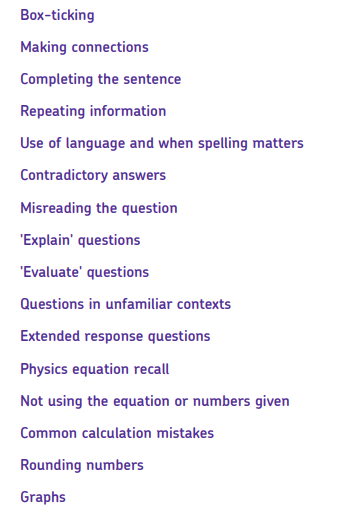 Box-ticking
Making connections
Completing the sentence
Repeating information
Use of language and when spelling matters
Contradictory answers
Misreading the question
'Explain' questions
'Evaluate' questions
Questions in unfamiliar contexts
Extended response questions
Physics equation recall
Not using the equation or numbers given
Common calculation mistakes
Rounding numbers
Graphs